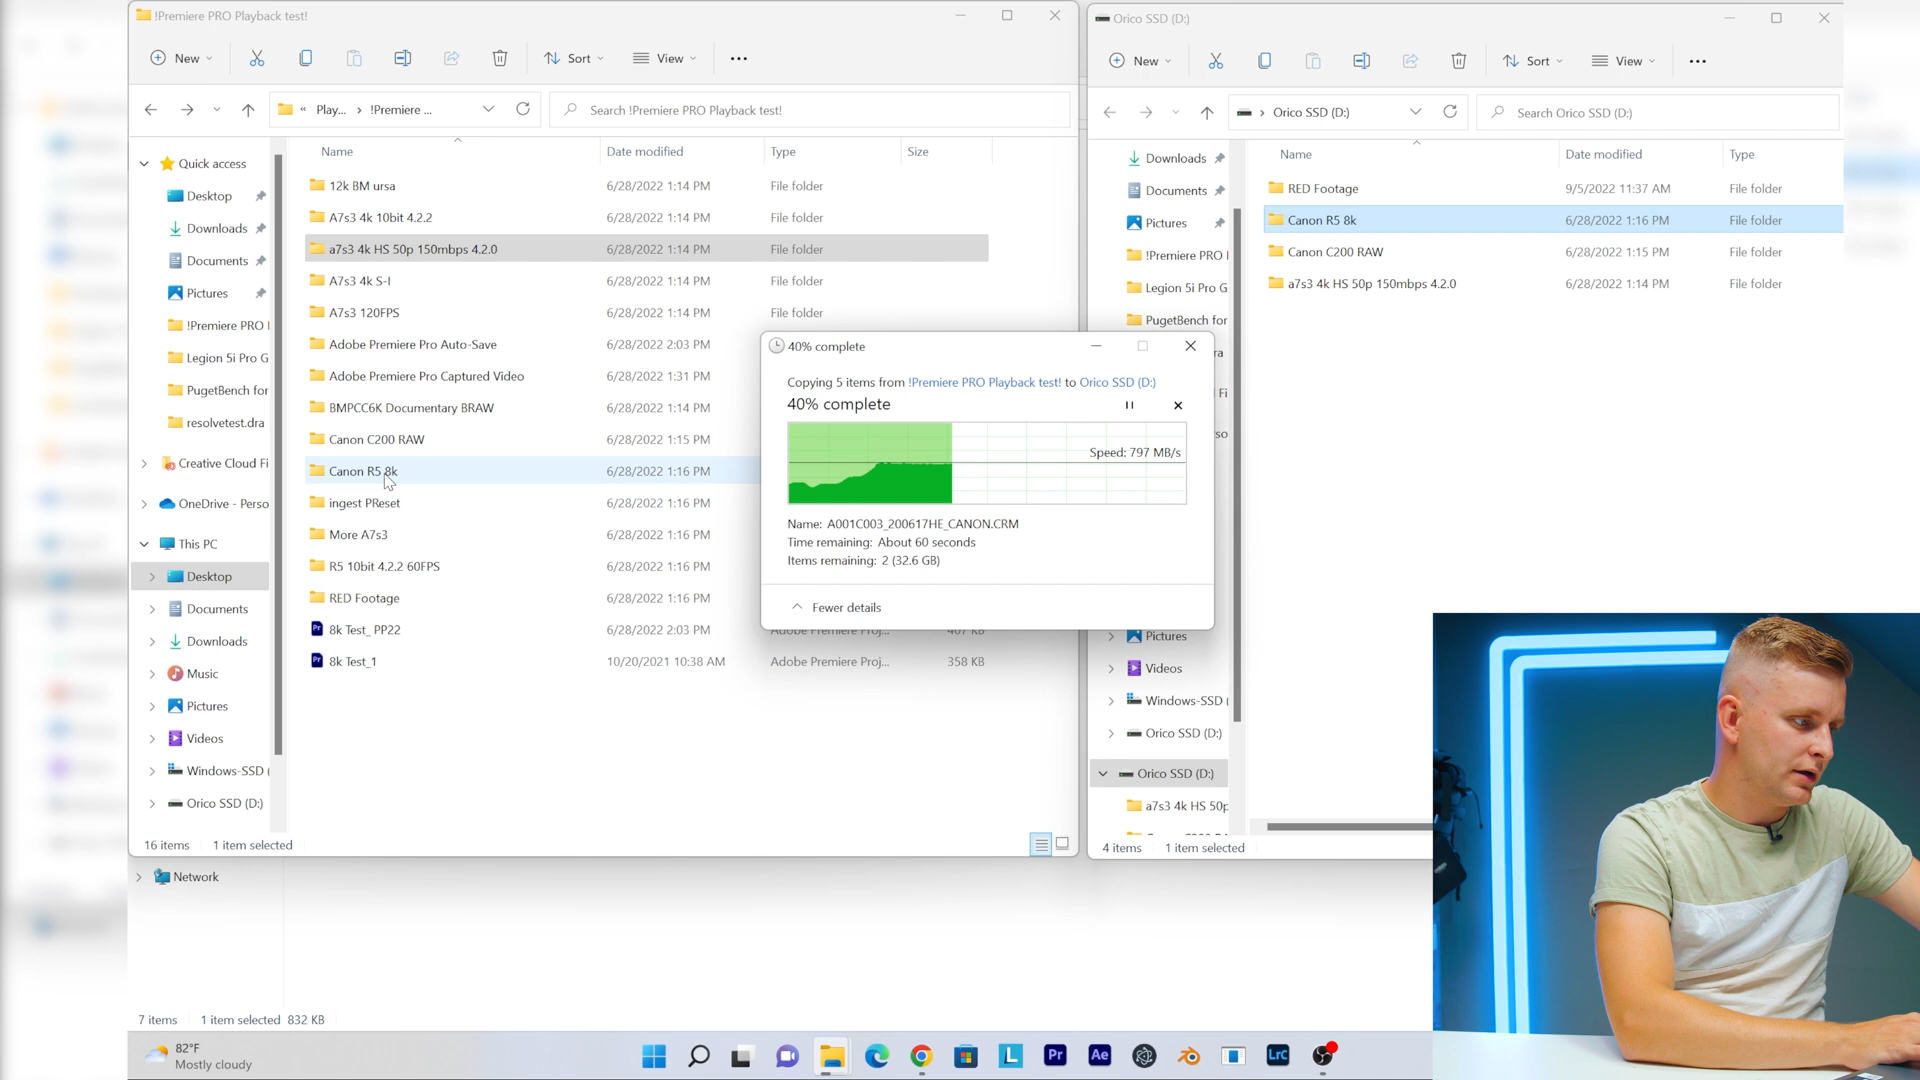 !Premiere PRO Playback test!
New
Sort
View
Play...
!Premiere ...
Search !Premiere PRO Playback test!
Name
Date modified
Type
Size
Quick access
Desktop
Downloads
Documents
Pictures
!Premiere PRO
Legion 5i Pro G
PugetBench for
resolvetest.dra
Creative Cloud Fi
OneDrive - Perso
This PC
Desktop
Documents
Downloads
Music
Pictures
Videos
Windows-SSD (
Orico SSD (D:)
Network
12k BM ursa 6/28/2022 1:14 PM File folder
A7s3 4k 10bit 4.2.2 6/28/2022 1:14 PM File folder
a7s3 4k HS 50p 150mbps 4.2.0 6/28/2022 1:14 PM File folder
A7s3 4k S-I 6/28/2022 1:14 PM File folder
A7s3 120FPS 6/28/2022 1:14 PM File folder
Adobe Premiere Pro Auto-Save 6/28/2022 2:03 PM
Adobe Premiere Pro Captured Video 6/28/2022 1:31 PM
BMPCC6K Documentary BRAW 6/28/2022 1:14 PM
Canon C200 RAW 6/28/2022 1:15 PM
Canon R5 8k 6/28/2022 1:16 PM
ingest PReset 6/28/2022 1:16 PM
More A7s3 6/28/2022 1:16 PM
R5 10bit 4.2.2 60FPS 6/28/2022 1:16 PM
RED Footage 6/28/2022 1:16 PM
8k Test_ PP22 6/28/2022 2:03 PM Adobe Premiere Proj... 407 KB
8k Test_1 10/20/2021 10:38 AM Adobe Premiere Proj... 358 KB
16 items 1 item selected
7 items 1 item selected 832 KB
40% complete
Copying 5 items from !Premiere PRO Playback test! to Orico SSD (D:)
40% complete
Speed: 797 MB/s
Name: A001C003_200617HE_CANON.CRM
Time remaining: About 60 seconds
Items remaining: 2 (32.6 GB)
Fewer details
Orico SSD (D:)
New
Sort
View
Orico SSD (D:)
Search Orico SSD (D:)
Name
Date modified
Type
Downloads
Documents
Pictures
!Premiere PRO
Legion 5i Pro G
PugetBench for
ra
Fi
so
Pictures
Videos
Windows-SSD (
Orico SSD (D:)
Orico SSD (D:)
a7s3 4k HS 50p
RED Footage 9/5/2022 11:37 AM File folder
Canon R5 8k 6/28/2022 1:16 PM File folder
Canon C200 RAW 6/28/2022 1:15 PM File folder
a7s3 4k HS 50p 150mbps 4.2.0 6/28/2022 1:14 PM File folder
4 items 1 item selected
82°F
Mostly cloudy
L
Pr
Ae
LrC